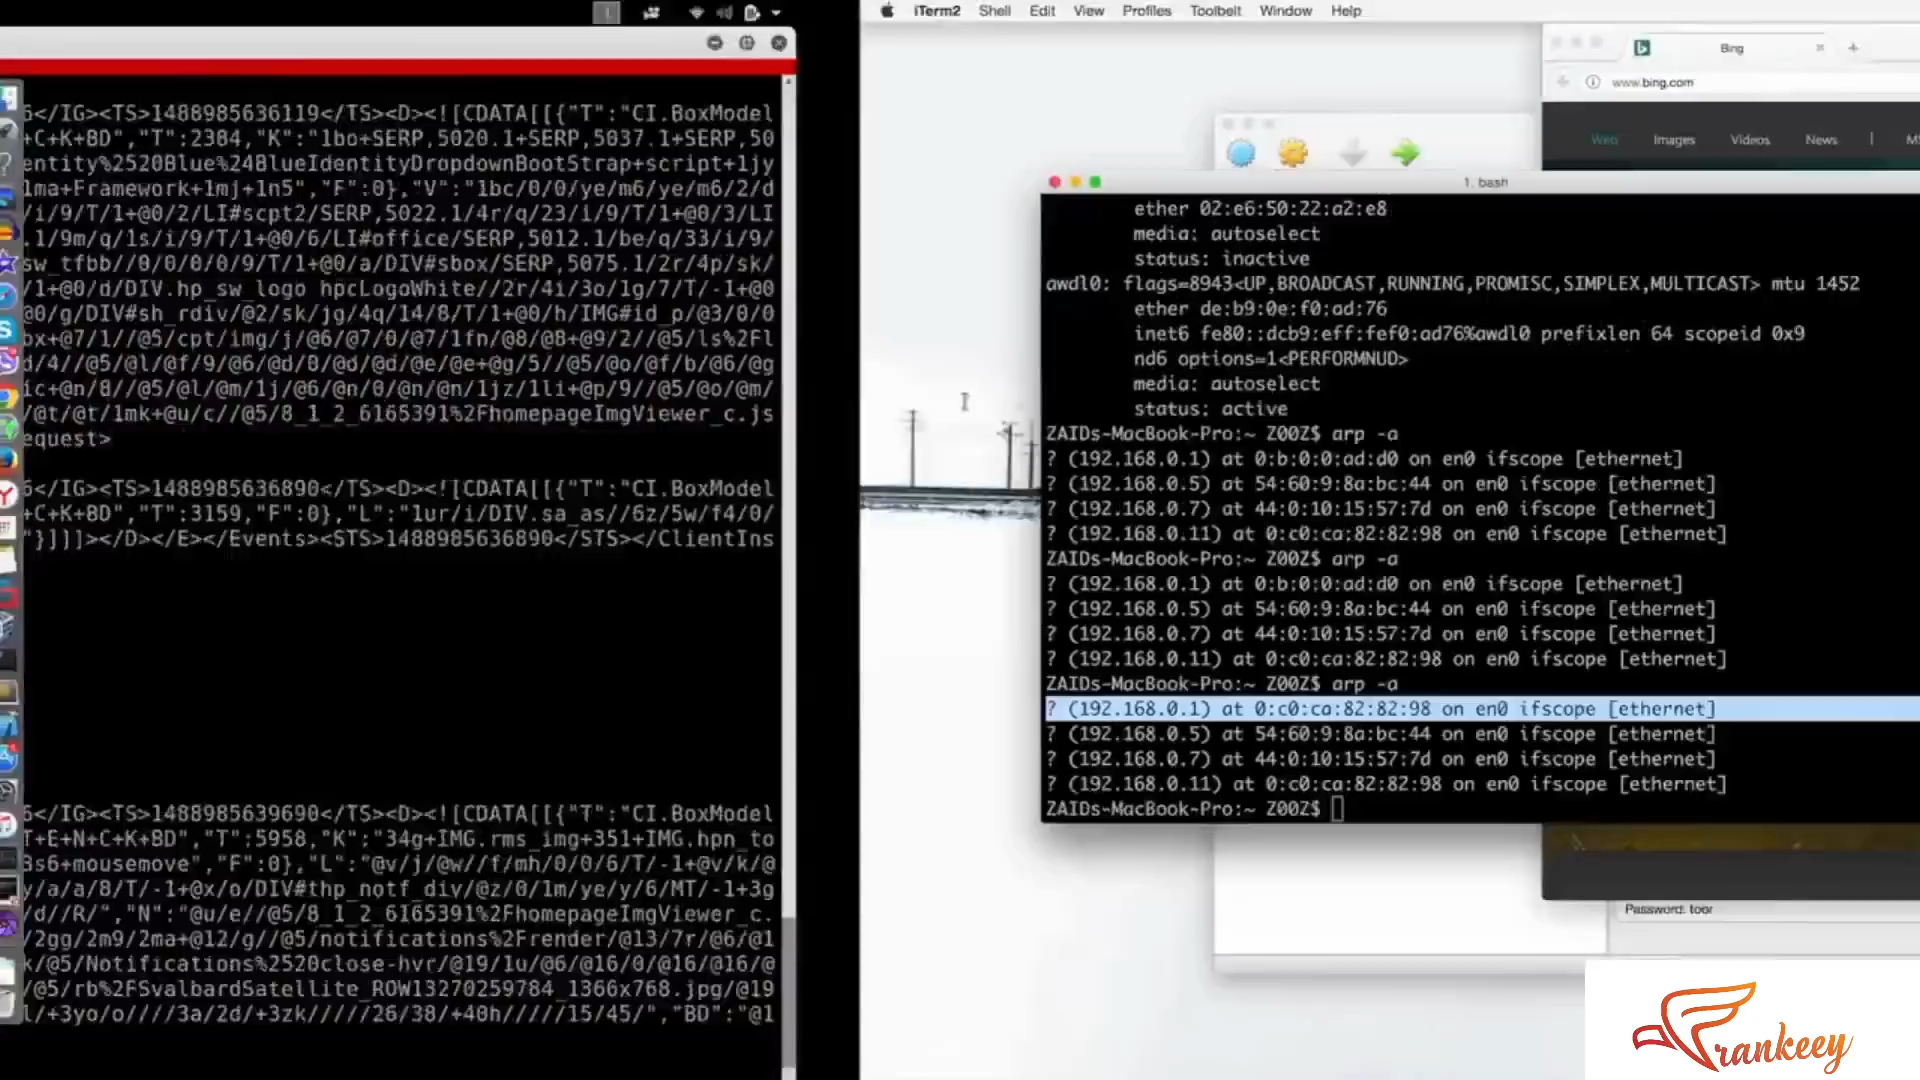 6</IG><TS>1488985636119</TS><D><![CDATA[[{"T":"CI.BoxModel
+C+K+BD","T":2384,"K":"1bo+SERP,5020.1+SERP,5037.1+SERP,50
entity%2520Blue%24BlueIdentityDropdownBootStrap+script+1jy
lma+Framework+1mj+1n5","F":0},"V":"1bc/0/0/ye/m6/ye/m6/2/d
/i/9/T/1+@0/2/LI#scpt2/SERP,5022.1/4r/q/23/i/9/T/1+@0/3/LI
.1/9m/q/1s/i/9/T/1+@0/6/LI#office/SERP,5012.1/be/q/33/i/9/
sw_tfbb//0/0/0/0/9/T/1+@0/a/DIV#sbox/SERP,5075.1/2r/4p/sk/
/1+@0/d/DIV.hp_sw_logo hpcLogoWhite//2r/4i/3o/1g/7/T/-1+@0
@0/g/DIV#sh_rdiv/@2/sk/jg/4q/14/8/T/1+@0/h/IMG#id_p/@3/0/0
ox+@7/1//@5/cpt/img/j/@6/@7/0/@7/1fn/@8/@8+@9/2//@5/ls%2Fl
d/4//@5/@l/@f/9/@6/@d/8/@d/@d/@e/@e+@g/5//@5/@o/@f/b/@6/@g
ic+@n/8//@5/@l/@m/1j/@6/@n/0/@n/@n/1jz/1li+@p/9//@5/@o/@m/
/@t/@t/1mk+@u/c//@5/8_1_2_6165391%2FhomepageImgViewer_c.js
equest>
6</IG><TS>1488985636890</TS><D><![CDATA[[{"T":"CI.BoxModel
+C+K+BD","T":3159,"F":0},"L":"1ur/i/DIV.sa_as//6z/5w/f4/0/
"}]]]></D></E></Events><STS>1488985636890</STS></ClientIns
6</IG><TS>1488985639690</TS><D><![CDATA[[{"T":"CI.BoxModel
T+E+N+C+K+BD","T":5958,"K":"34g+IMG.rms_img+351+IMG.hpn_to
3s6+mousemove","F":0},"L":"@v/j/@w//f/mh/0/0/6/T/-1+@v/k/@
y/a/a/8/T/-1+@x/o/DIV#thp_notf_div/@z/0/1m/ye/y/6/MT/-1+3g
/d//R/","N":"@u/e//@5/8_1_2_6165391%2FhomepageImgViewer_c.
/2gg/2m9/2ma+@12/g//@5/notifications%2Frender/@13/7r/@6/@1
k/@5/Notifications%2520close-hvr/@19/1u/@6/@16/0/@16/@16/@
/@5/rb%2FSvalbardSatellite_ROW13270259784_1366x768.jpg/@19
l/+3yo/o////3a/2d/+3zk/////26/38/+40h/////15/45/","BD":"@1
iTerm2 Shell Edit View Profiles Toolbelt Window Help
Bing
www.bing.com
Web Images Videos News |
1. bash
ether 02:e6:50:22:a2:e8
media: autoselect
status: inactive
awdl0: flags=8943<UP,BROADCAST,RUNNING,PROMISC,SIMPLEX,MULTICAST> mtu 1452
ether de:b9:0e:f0:ad:76
inet6 fe80::dcb9:eff:fef0:ad76%awdl0 prefixlen 64 scopeid 0x9
nd6 options=1<PERFORMNUD>
media: autoselect
status: active
ZAIDs-MacBook-Pro:~ Z00Z$ arp -a
? (192.168.0.1) at 0:b:0:0:ad:d0 on en0 ifscope [ethernet]
? (192.168.0.5) at 54:60:9:8a:bc:44 on en0 ifscope [ethernet]
? (192.168.0.7) at 44:0:10:15:57:7d on en0 ifscope [ethernet]
? (192.168.0.11) at 0:c0:ca:82:82:98 on en0 ifscope [ethernet]
ZAIDs-MacBook-Pro:~ Z00Z$ arp -a
? (192.168.0.1) at 0:b:0:0:ad:d0 on en0 ifscope [ethernet]
? (192.168.0.5) at 54:60:9:8a:bc:44 on en0 ifscope [ethernet]
? (192.168.0.7) at 44:0:10:15:57:7d on en0 ifscope [ethernet]
? (192.168.0.11) at 0:c0:ca:82:82:98 on en0 ifscope [ethernet]
ZAIDs-MacBook-Pro:~ Z00Z$ arp -a
? (192.168.0.1) at 0:c0:ca:82:82:98 on en0 ifscope [ethernet]
? (192.168.0.5) at 54:60:9:8a:bc:44 on en0 ifscope [ethernet]
? (192.168.0.7) at 44:0:10:15:57:7d on en0 ifscope [ethernet]
? (192.168.0.11) at 0:c0:ca:82:82:98 on en0 ifscope [ethernet]
ZAIDs-MacBook-Pro:~ Z00Z$
Password: toor
Frankeey